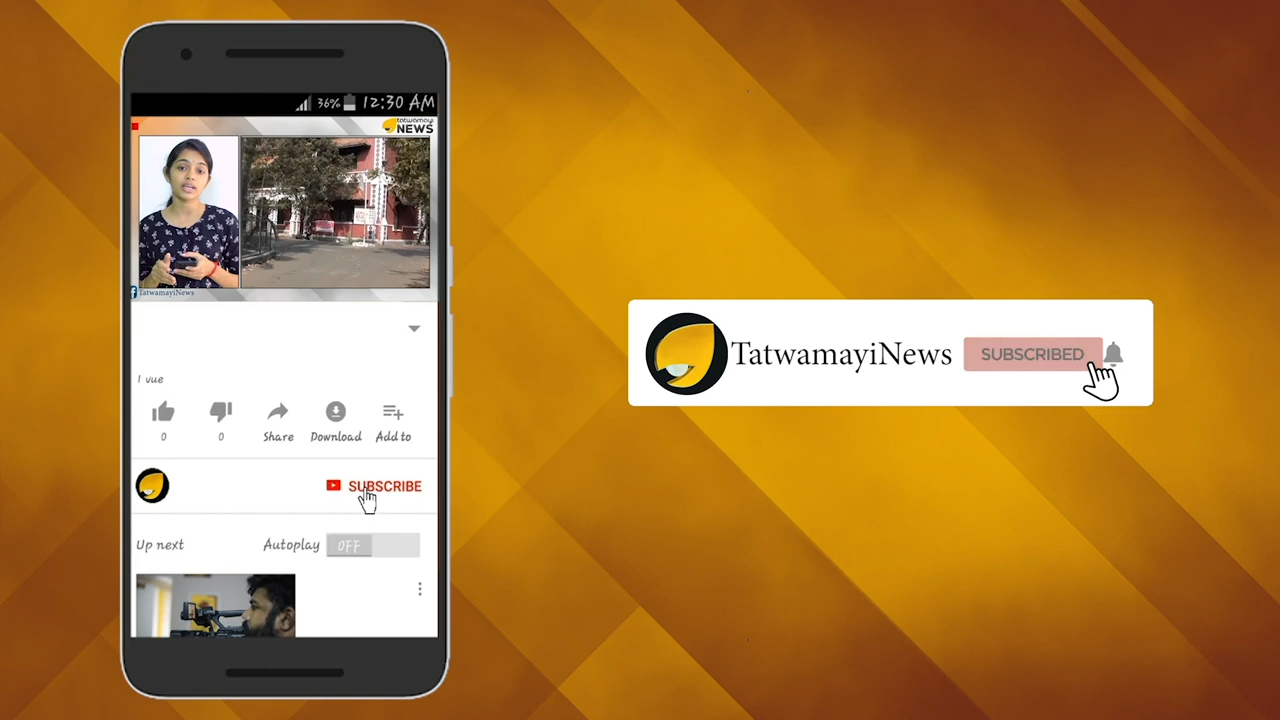 36% 12:30 AM
tatwamayi
NEWS
TatwamayiNews
1 vue
0 0 Share Download Add to
SUBSCRIBE
Up next Autoplay OFF
TatwamayiNews SUBSCRIBED